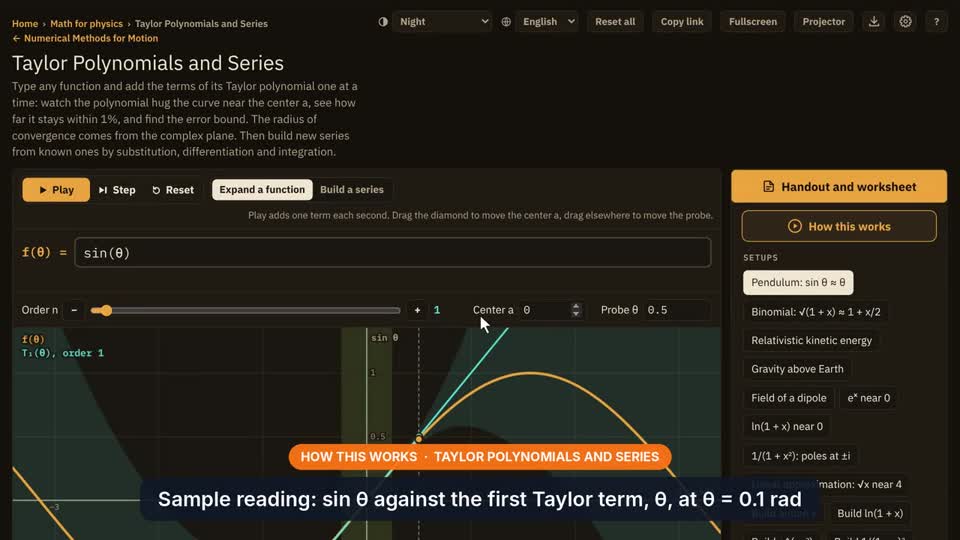 Home › Math for physics › Taylor Polynomials and Series
← Numerical Methods for Motion
Night
English
Reset all
Copy link
Fullscreen
Projector
?
Taylor Polynomials and Series
Type any function and add the terms of its Taylor polynomial one at a
time: watch the polynomial hug the curve near the center a, see how
far it stays within 1%, and find the error bound. The radius of
convergence comes from the complex plane. Then build new series
from known ones by substitution, differentiation and integration.
Play
Step
Reset
Expand a function
Build a series
Play adds one term each second. Drag the diamond to move the center a, drag elsewhere to move the probe.
f(θ) = sin(θ)
Order n − + 1
Center a 0
Probe θ 0.5
f(θ)
T₁(θ), order 1
sin θ
1
0.5
−3
Handout and worksheet
How this works
SETUPS
Pendulum: sin θ ≈ θ
Binomial: √(1 + x) ≈ 1 + x/2
Relativistic kinetic energy
Gravity above Earth
Field of a dipole
eˣ near 0
ln(1 + x) near 0
1/(1 + x²): poles at ±i
approximation: √x near 4
Build ln(1 + x)
HOW THIS WORKS · TAYLOR POLYNOMIALS AND SERIES
Sample reading: sin θ against the first Taylor term, θ, at θ = 0.1 rad